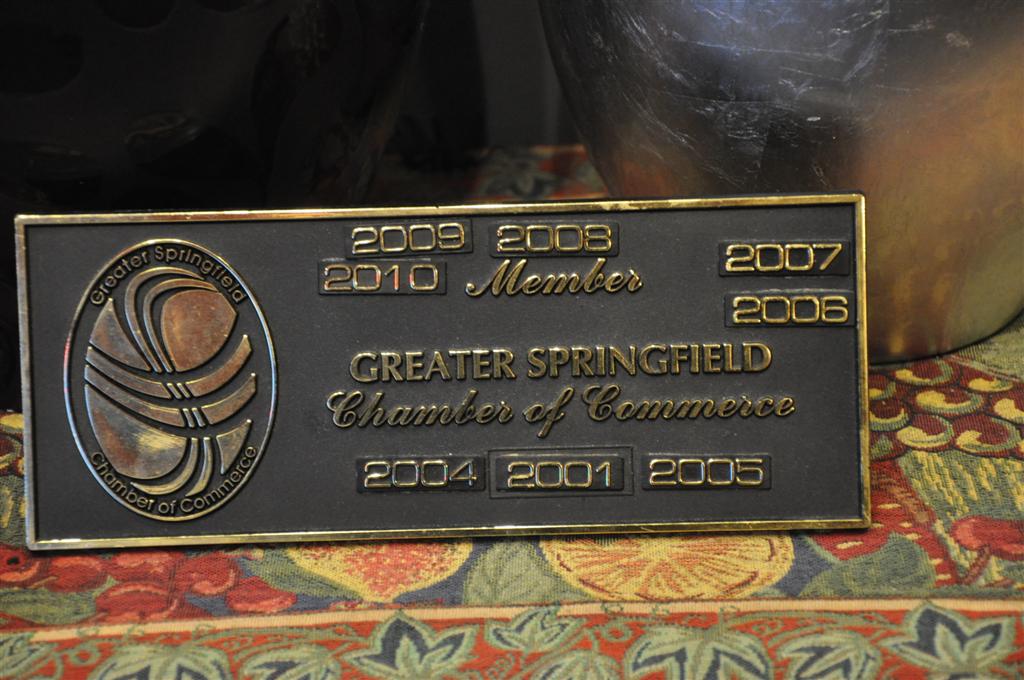 Greater Springfield
Chamber of Commerce
2009 2008
2010 Member
2007
2006
GREATER SPRINGFIELD
Chamber of Commerce
2004 2001 2005